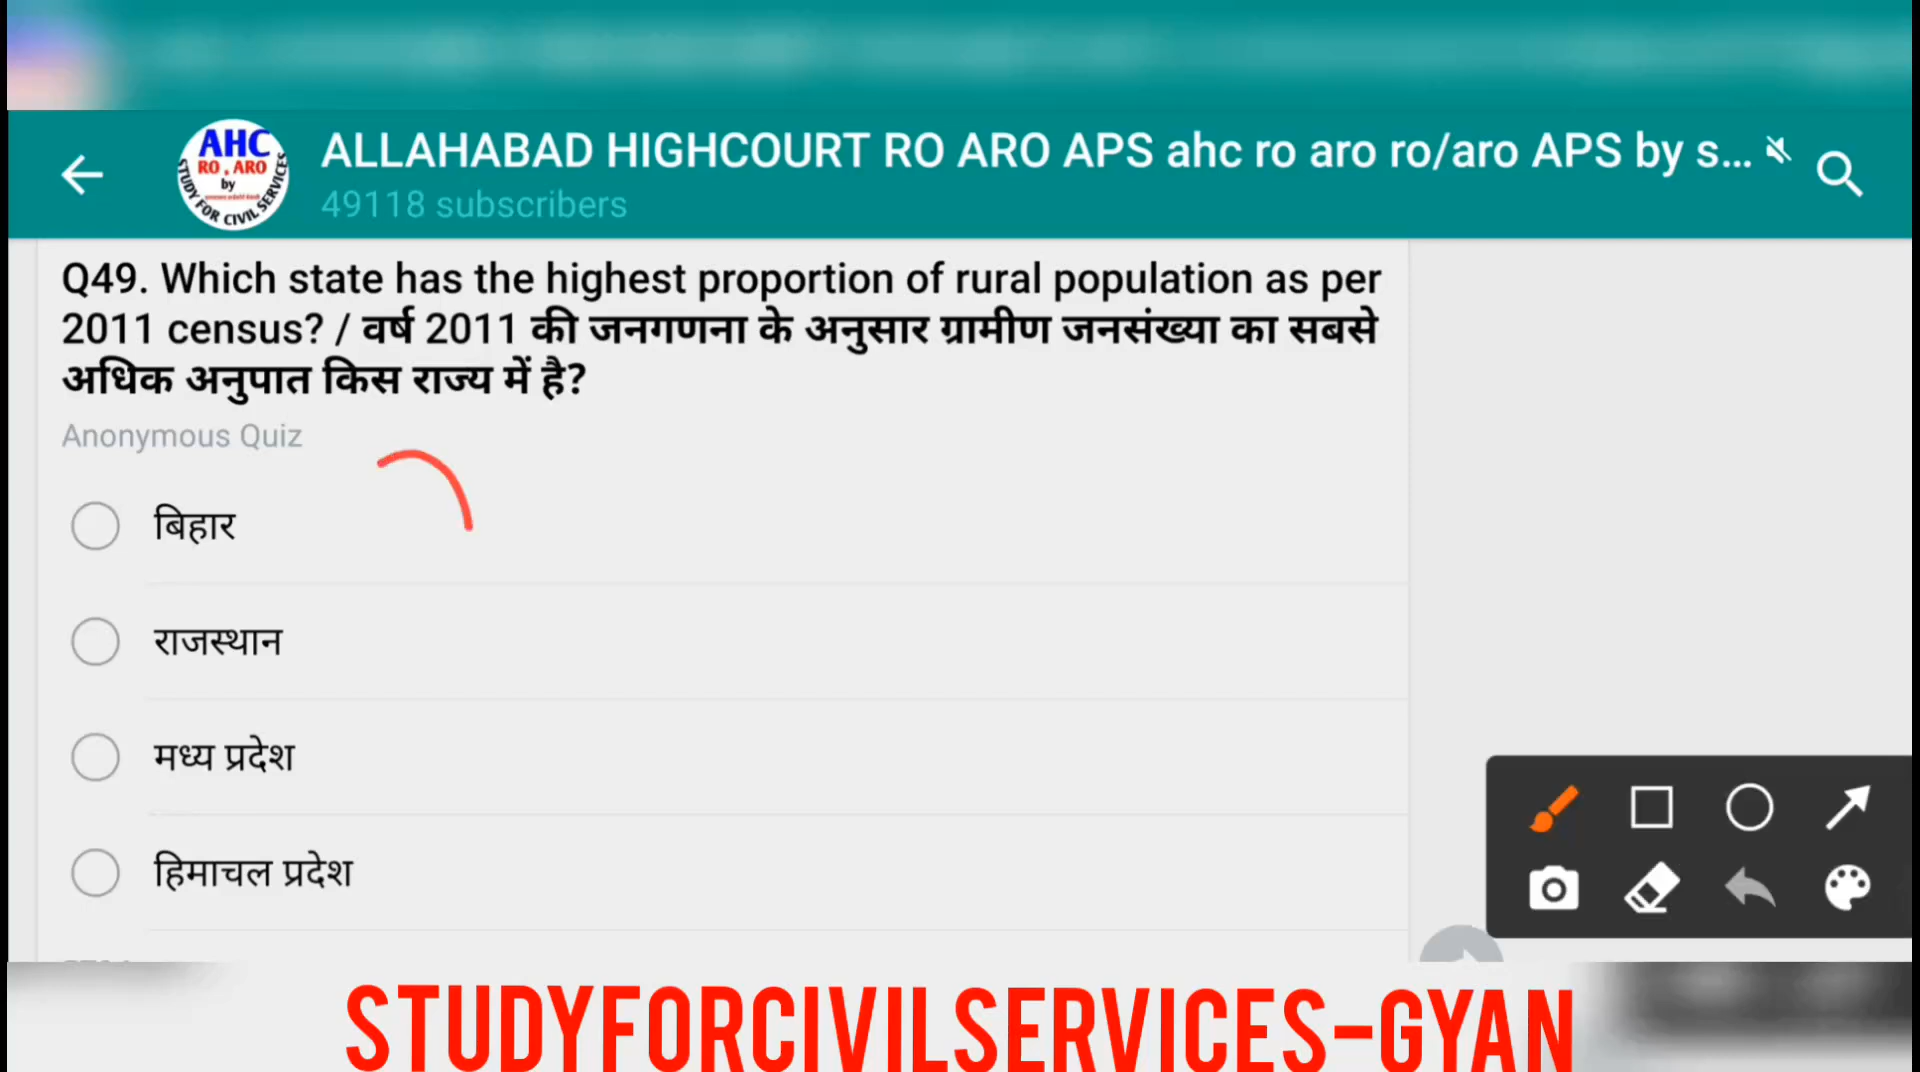 AHC
RO , ARO
by
STUDY FOR CIVIL SERVICES
ALLAHABAD HIGHCOURT RO ARO APS ahc ro aro ro/aro APS by s...
49118 subscribers
Q49. Which state has the highest proportion of rural population as per
2011 census? / वर्ष 2011 की जनगणना के अनुसार ग्रामीण जनसंख्या का सबसे
अधिक अनुपात किस राज्य में है?
Anonymous Quiz
बिहार
राजस्थान
मध्य प्रदेश
हिमाचल प्रदेश
STUDYFORCIVILSERVICES-GYAN